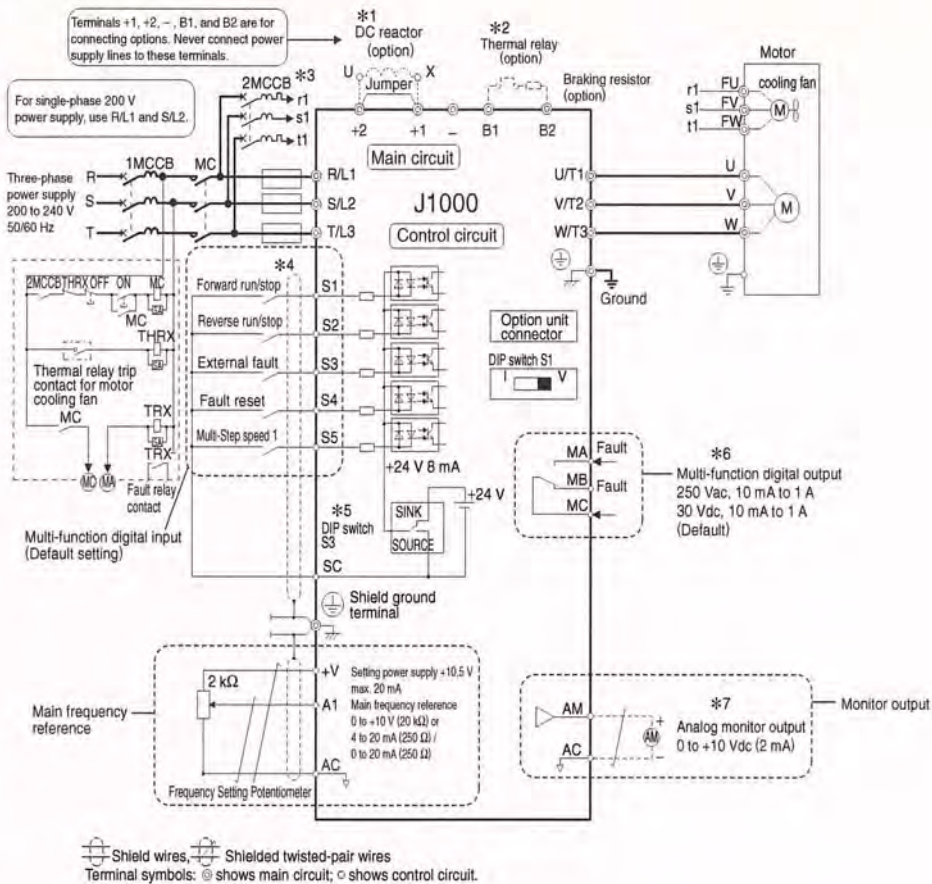 Terminals +1, +2, −, B1, and B2 are for
connecting options. Never connect power
supply lines to these terminals.
*1
DC reactor
(option)
U X
Jumper
*2
Thermal relay
(option)
Braking resistor
(option)
Motor
cooling fan
r1 FU
s1 FV
t1 FW
M
For single-phase 200 V
power supply, use R/L1 and S/L2.
2MCCB *3
r1
s1
t1
+2 +1 − B1 B2
Main circuit
Three-phase
power supply
200 to 240 V
50/60 Hz
1MCCB MC
R
S
T
R/L1
S/L2
T/L3
J1000
Control circuit
U/T1
V/T2
W/T3
U
V
W
M
Ground
2MCCB THRX OFF ON MC
SA
MC
THRX
SA
Thermal relay trip
contact for motor
cooling fan
MC
TRX
SA
TRX
MC MA
Fault relay
contact
*4
Forward run/stop S1
Reverse run/stop S2
External fault S3
Fault reset S4
Multi-Step speed 1 S5
Multi-function digital input
(Default setting)
Option unit
connector
DIP switch S1
I V
+24 V 8 mA
+24 V
*5
DIP switch
S3
SINK
SOURCE
SC
MA Fault
MB Fault
MC
*6
Multi-function digital output
250 Vac, 10 mA to 1 A
30 Vdc, 10 mA to 1 A
(Default)
Shield ground
terminal
Main frequency
reference
2 kΩ
+V
Setting power supply +10.5 V
max. 20 mA
A1
Main frequency reference
0 to +10 V (20 kΩ) or
4 to 20 mA (250 Ω) /
0 to 20 mA (250 Ω)
AC
Frequency Setting Potentiometer
AM
AC
+
AM
−
*7
Analog monitor output
0 to +10 Vdc (2 mA)
Monitor output
Shield wires, Shielded twisted-pair wires
Terminal symbols: ◎ shows main circuit; ○ shows control circuit.